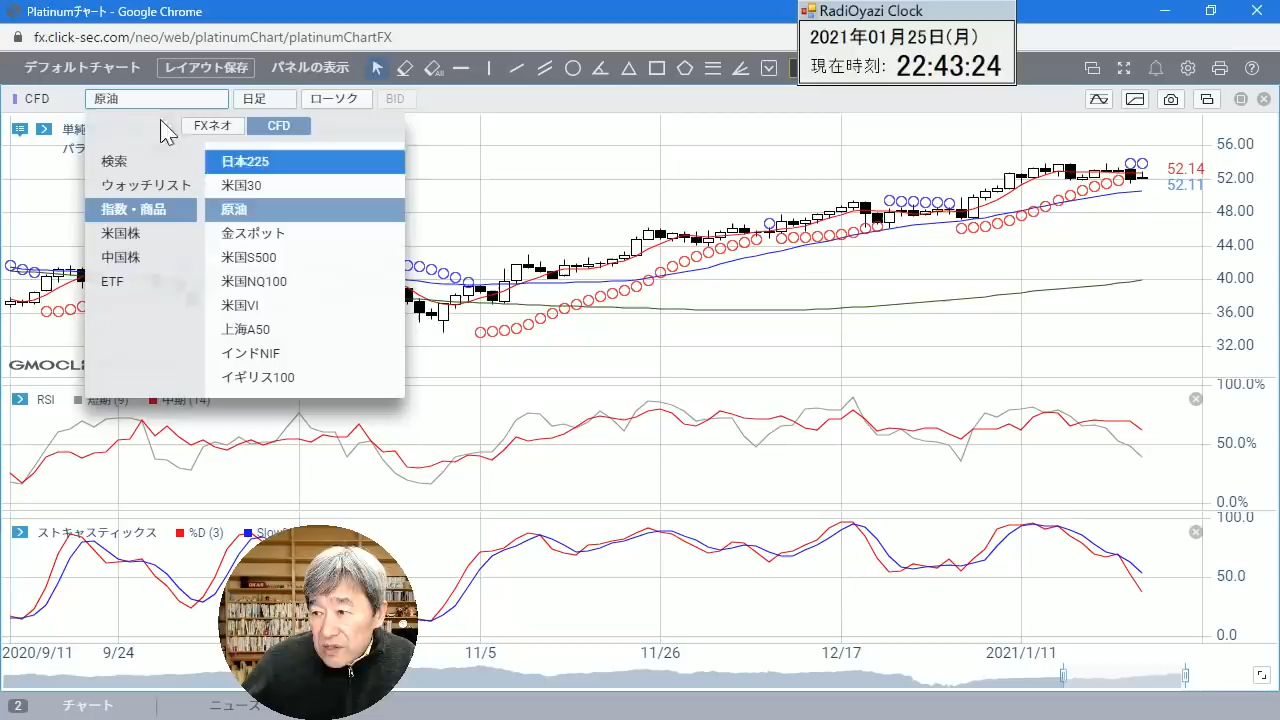 Platinumチャート - Google Chrome
RadiOyazi Clock
2021年01月25日(月)
現在時刻: 22:43:24
fx.click-sec.com/neo/web/platinumChart/platinumChartFX
デフォルトチャート レイアウト保存 パネルの表示
CFD 原油 日足 ローソク BID
単純
パラ
FXネオ CFD
検索
ウォッチリスト
指数・商品
米国株
中国株
ETF
日本225
米国30
原油
金スポット
米国S500
米国NQ100
米国VI
上海A50
インドNIF
イギリス100
56.00
52.14
52.00
52.11
48.00
44.00
40.00
36.00
32.00
GMOCL
RSI 短期 (9) 中期 (14)
100.0%
50.0%
0.0%
ストキャスティックス %D (3) Slow
100.0
50.0
0.0
2020/9/11 9/24 11/5 11/26 12/17 2021/1/11
2 チャート ニュース